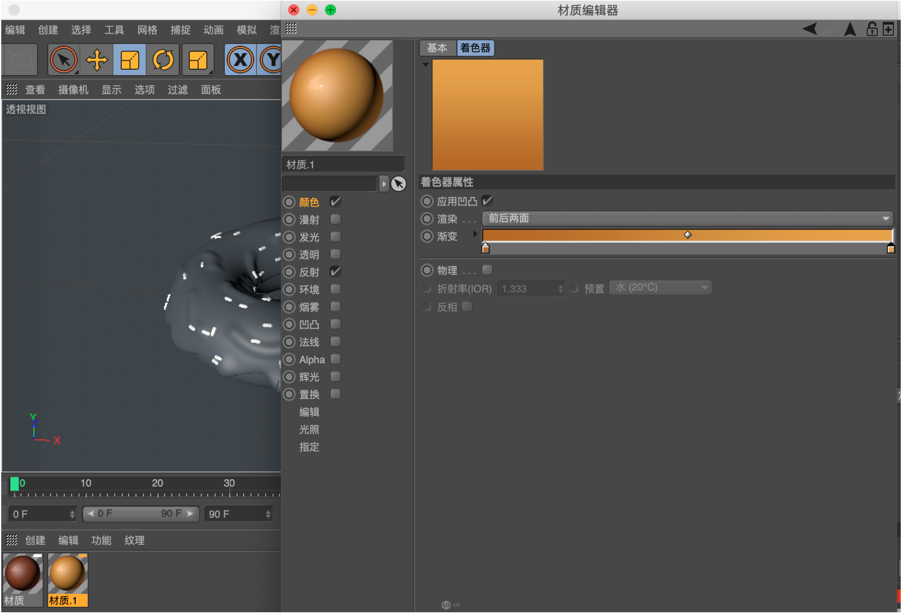 材质编辑器
编辑 创建 选择 工具 网格 捕捉 动画 模拟
X Y
基本 着色器
查看 摄像机 显示 选项 过滤 面板
透视视图
材质.1
着色器属性
颜色
应用凹凸
漫射
渲染 . . . 前后两面
发光
渐变
透明
反射
物理 . . .
环境
折射率(IOR) 1.333 预置 水 (20°C)
烟雾
反相
凹凸
法线
Alpha
辉光
置换
编辑
光照
指定
Y
X
0 10 20 30
0 F 0 F 90 F 90 F
创建 编辑 功能 纹理
材质 材质.1